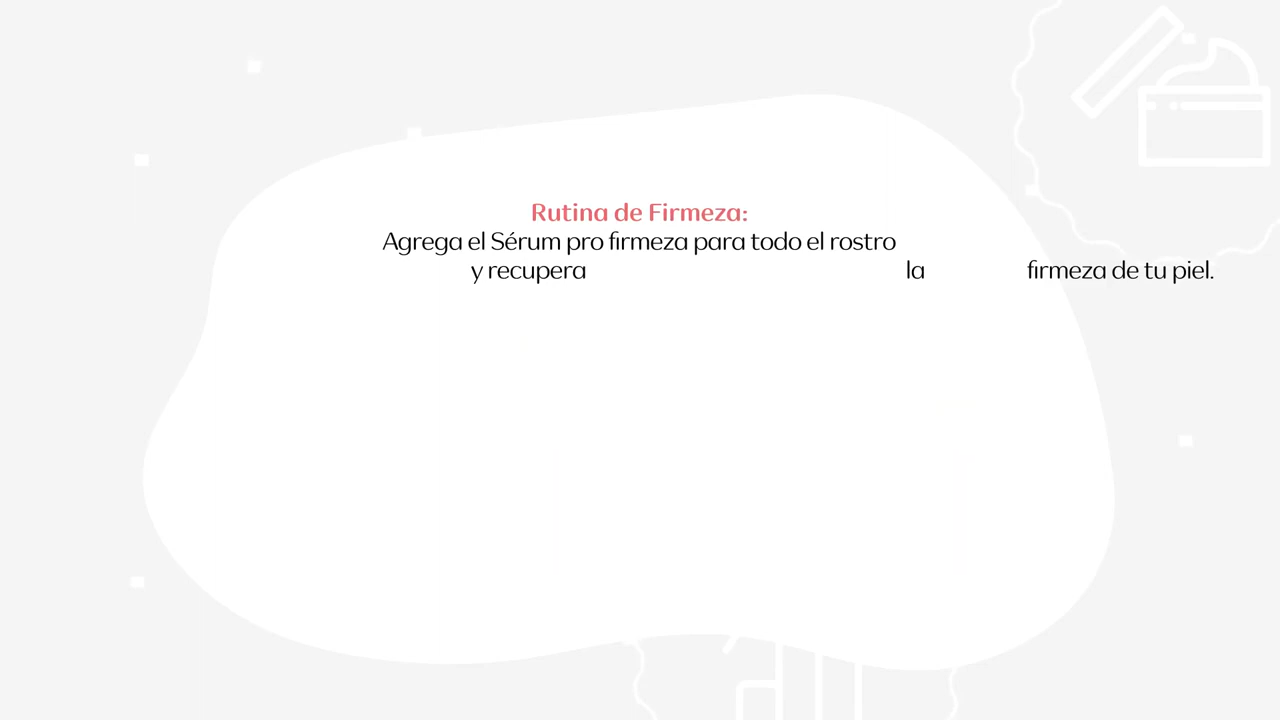 Rutina de Firmeza:
Agrega el Sérum pro firmeza para todo el rostro
y recupera la firmeza de tu piel.